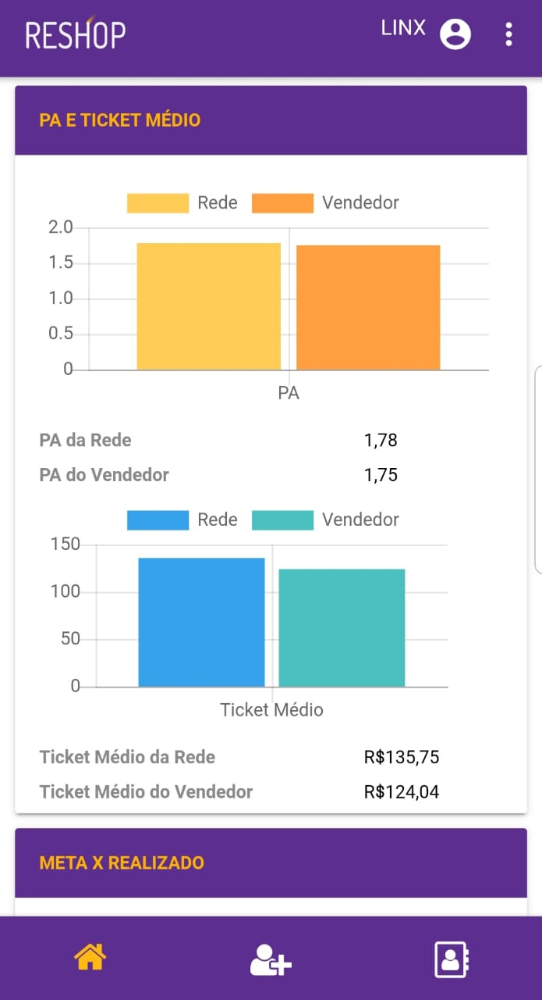 RESHOP
LINX
PA E TICKET MÉDIO
Rede Vendedor
2.0
1.5
1.0
0.5
0
PA
PA da Rede 1,78
PA do Vendedor 1,75
Rede Vendedor
150
100
50
0
Ticket Médio
Ticket Médio da Rede R$135,75
Ticket Médio do Vendedor R$124,04
META X REALIZADO